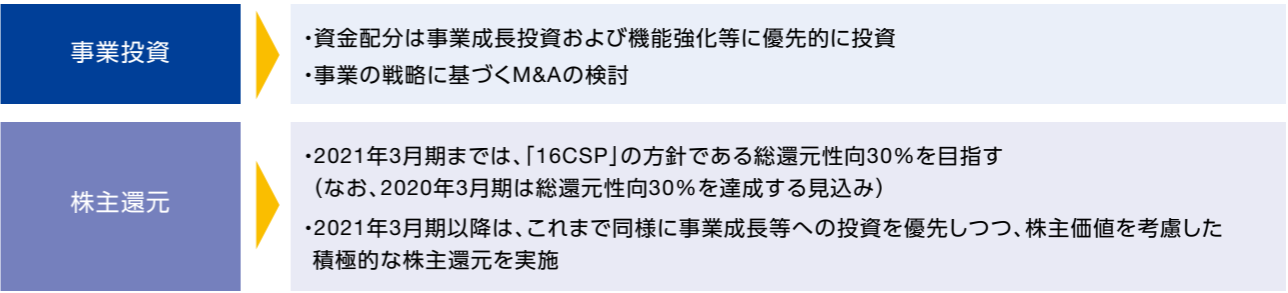 事業投資
・資金配分は事業成長投資および機能強化等に優先的に投資
・事業の戦略に基づくM&Aの検討
株主還元
・2021年3月期までは、「16CSP」の方針である総還元性向30％を目指す
（なお、2020年3月期は総還元性向30％を達成する見込み）
・2021年3月期以降は、これまで同様に事業成長等への投資を優先しつつ、株主価値を考慮した
積極的な株主還元を実施